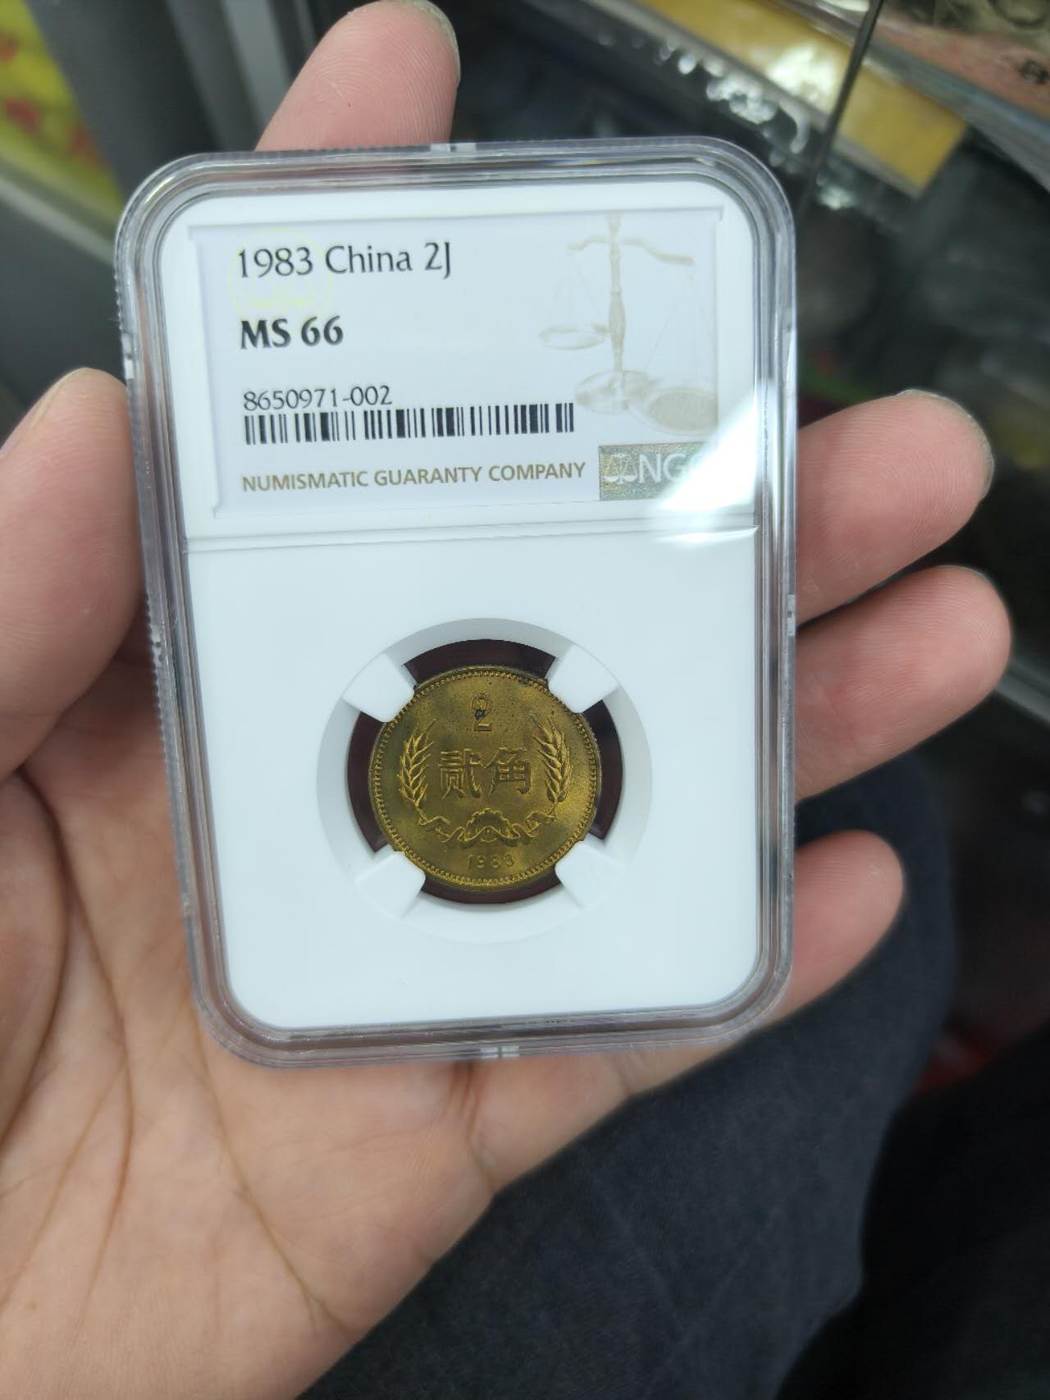 1983 China 2J
MS 66
8650971-002
NUMISMATIC GUARANTY COMPANY
NGC
2
贰角
1983